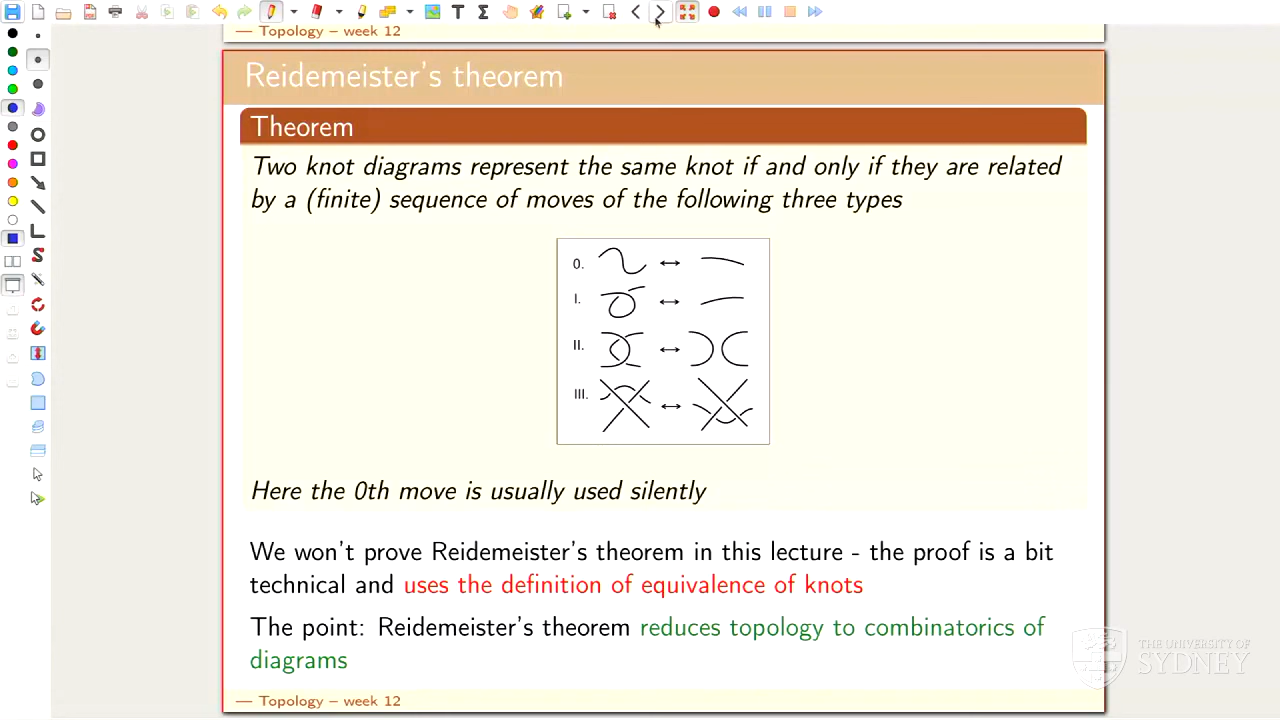 — Topology – week 12
Reidemeister's theorem
Theorem
Two knot diagrams represent the same knot if and only if they are related
by a (finite) sequence of moves of the following three types
0.
I.
II.
III.
Here the 0th move is usually used silently
We won't prove Reidemeister's theorem in this lecture - the proof is a bit
technical and uses the definition of equivalence of knots
The point: Reidemeister's theorem reduces topology to combinatorics of
diagrams
THE UNIVERSITY OF
SYDNEY
— Topology – week 12